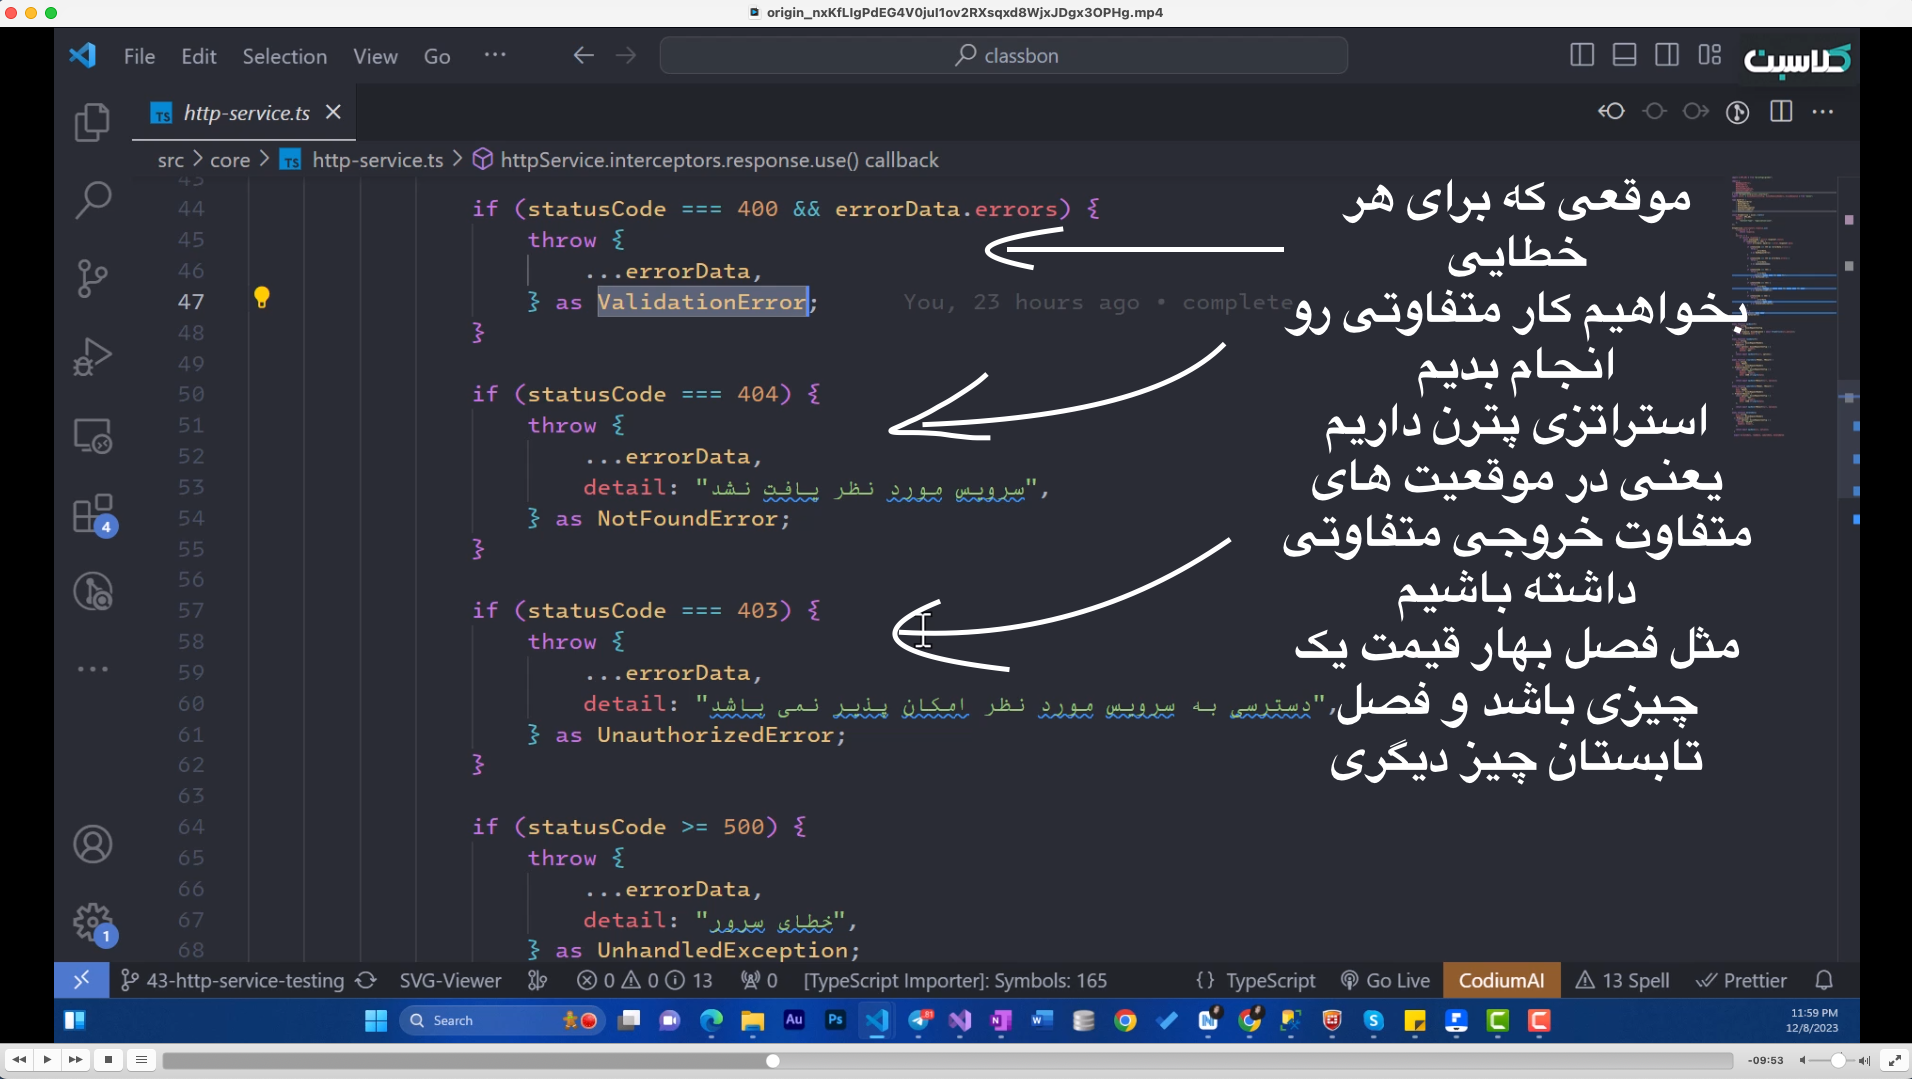 origin_nxKfLIgPdEG4V0juI1ov2RXsqxd8WjxJDgx3OPHg.mp4
File Edit Selection View Go ··· classbon
کلاسبن
http-service.ts
src > core > http-service.ts > httpService.interceptors.response.use() callback
43
44 if (statusCode === 400 && errorData.errors) {
45 throw {
46 ...errorData,
47 } as ValidationError; You, 23 hours ago • complete
48 }
49
50 if (statusCode === 404) {
51 throw {
52 ...errorData,
53 detail: "سرویس مورد نظر یافت نشد",
54 } as NotFoundError;
55 }
56
57 if (statusCode === 403) {
58 throw {
59 ...errorData,
60 detail: "دسترسی به سرویس مورد نظر امکان پذیر نمی باشد",
61 } as UnauthorizedError;
62 }
63
64 if (statusCode >= 500) {
65 throw {
66 ...errorData,
67 detail: "خطای سرور",
68 } as UnhandledException;
موقعی که برای هر
خطایی
بخواهیم کار متفاوتی رو
انجام بدیم
استراتژی پترن داریم
یعنی در موقعیت های
متفاوت خروجی متفاوتی
داشته باشیم
مثل فصل بهار قیمت یک
چیزی باشد و فصل
تابستان چیز دیگری
4
1
43-http-service-testing SVG-Viewer 0 0 13 0 [TypeScript Importer]: Symbols: 165 {} TypeScript Go Live CodiumAI 13 Spell Prettier
Search Au Ps 81 11:59 PM
12/8/2023
-09:53